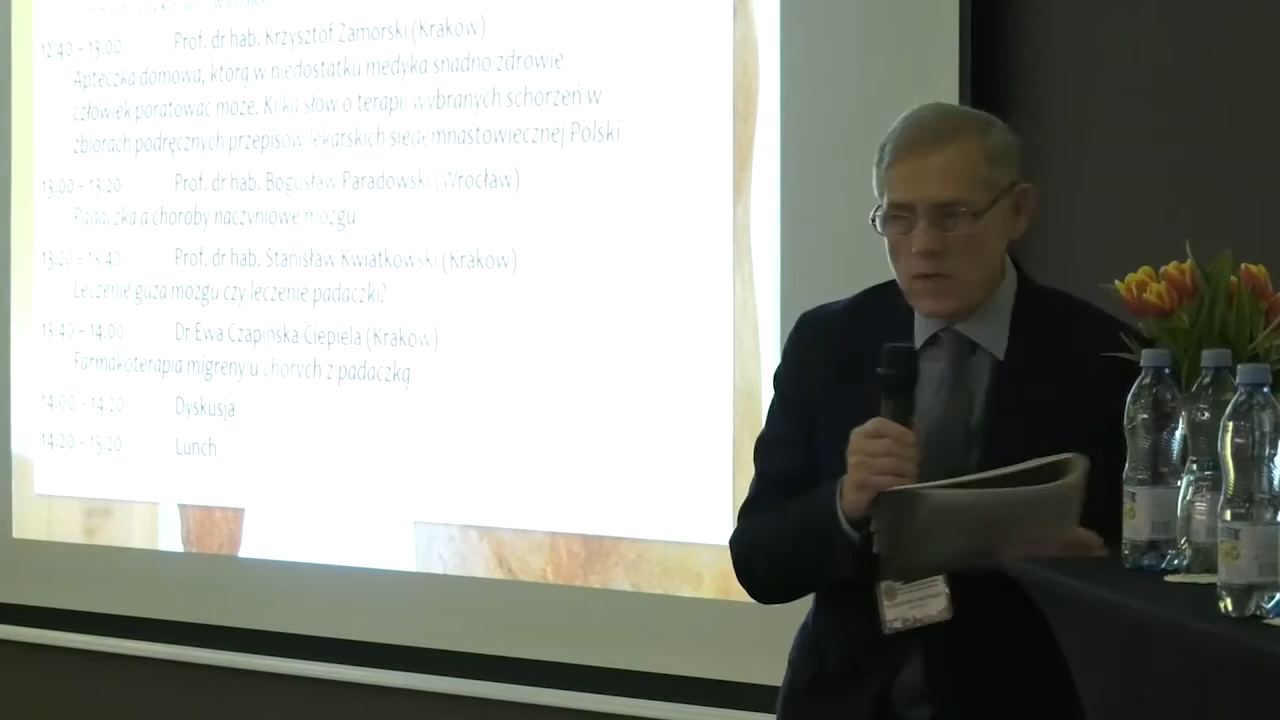 12:40 - 13:00 Prof. dr hab. Krzysztof Zamorski (Kraków)
Apteczka domowa, którą w niedostatku medyka snadno zdrowie
człowiek poratować może. Kilka słów o terapii wybranych schorzeń w
zbiorach podręcznych przepisów lekarskich siedemnastowiecznej Polski
13:00 - 13:20 Prof. dr hab. Bogusław Paradowski (Wrocław)
Padaczka a choroby naczyniowe mózgu
13:20 - 13:40 Prof. dr hab. Stanisław Kwiatkowski (Kraków)
Leczenie guza mózgu czy leczenie padaczki?
13:40 - 14:00 Dr Ewa Czapińska Ciepiela (Kraków)
Farmakoterapia migreny u chorych z padaczką
14:00 - 14:20 Dyskusja
14:20 - 15:20 Lunch